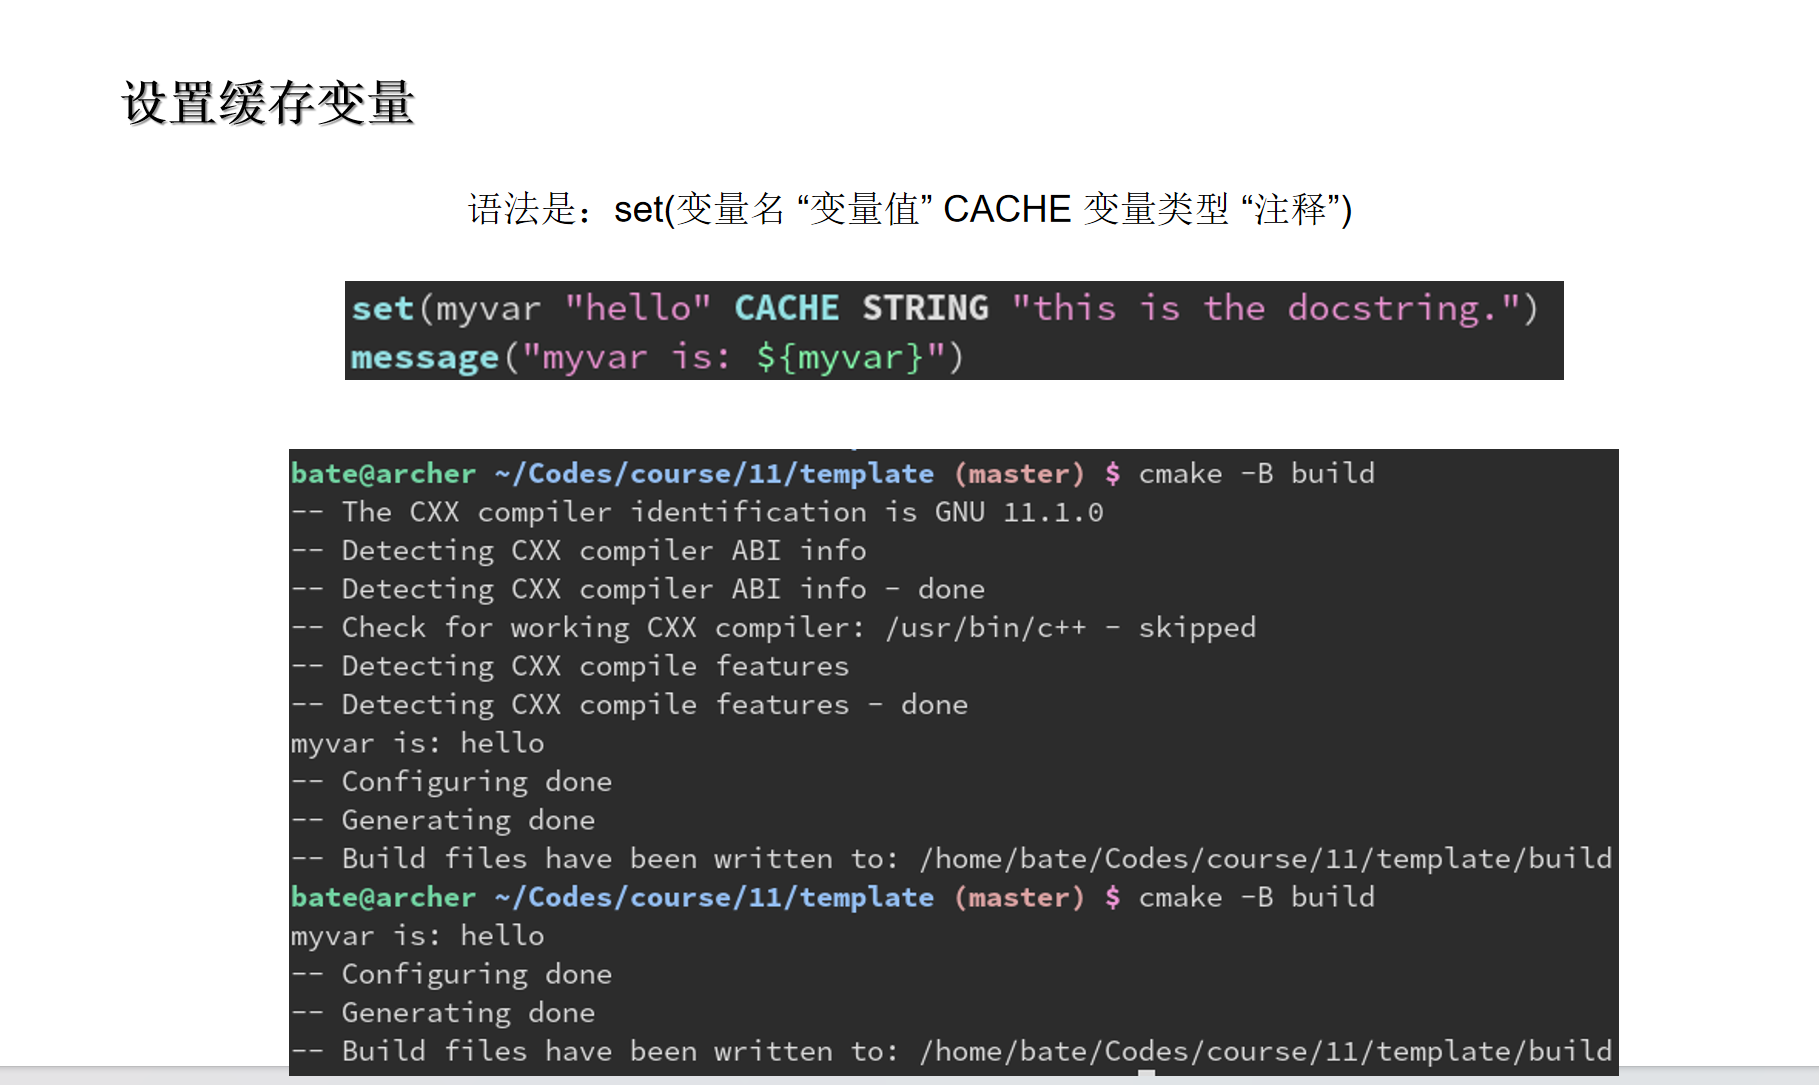 设置缓存变量
语法是：set(变量名 “变量值” CACHE 变量类型 “注释”)
set(myvar "hello" CACHE STRING "this is the docstring.")
message("myvar is: ${myvar}")
bate@archer ~/Codes/course/11/template (master) $ cmake -B build
-- The CXX compiler identification is GNU 11.1.0
-- Detecting CXX compiler ABI info
-- Detecting CXX compiler ABI info - done
-- Check for working CXX compiler: /usr/bin/c++ - skipped
-- Detecting CXX compile features
-- Detecting CXX compile features - done
myvar is: hello
-- Configuring done
-- Generating done
-- Build files have been written to: /home/bate/Codes/course/11/template/build
bate@archer ~/Codes/course/11/template (master) $ cmake -B build
myvar is: hello
-- Configuring done
-- Generating done
-- Build files have been written to: /home/bate/Codes/course/11/template/build